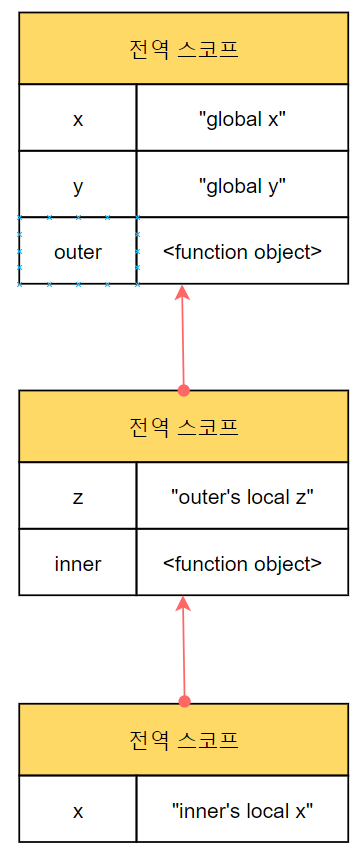 전역 스코프
x "global x"
y "global y"
outer <function object>
전역 스코프
z "outer's local z"
inner <function object>
전역 스코프
x "inner's local x"